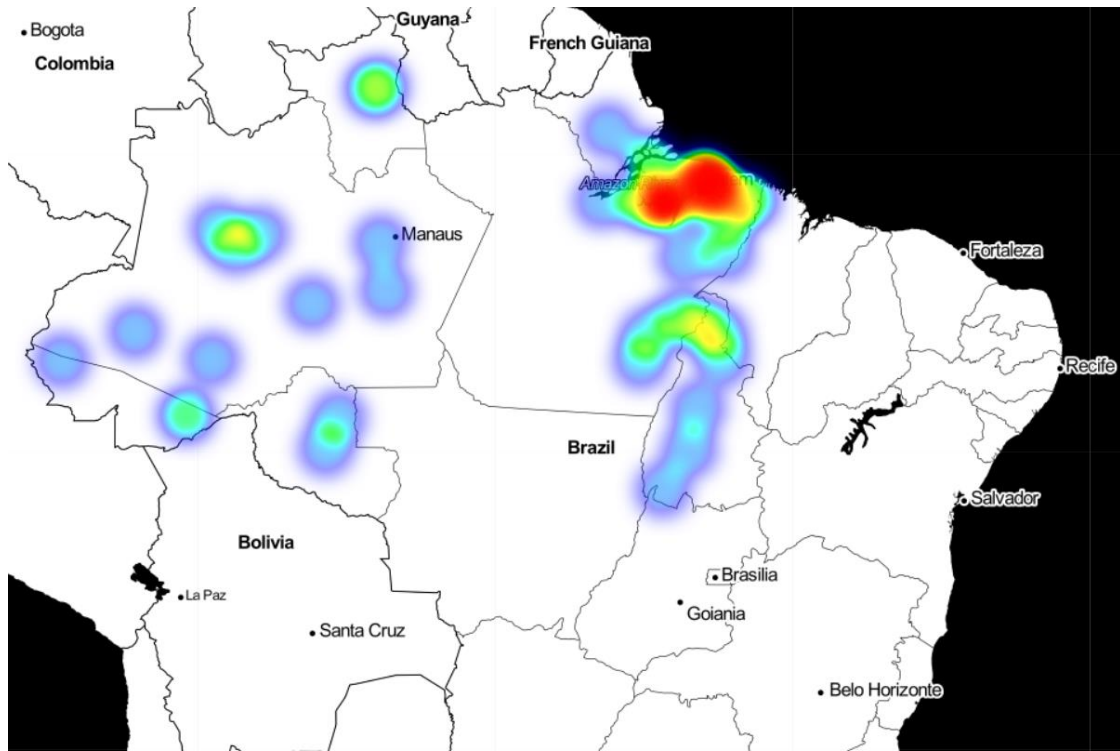 Guyana
Bogota
French Guiana
Colombia
Amazon
Manaus
Fortaleza
Recife
Brazil
Salvador
Bolivia
Brasilia
La Paz
Goiania
Santa Cruz
Belo Horizonte